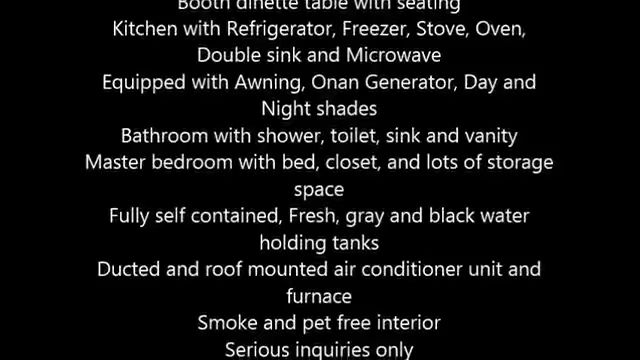 Booth dinette table with seating
Kitchen with Refrigerator, Freezer, Stove, Oven,
Double sink and Microwave
Equipped with Awning, Onan Generator, Day and
Night shades
Bathroom with shower, toilet, sink and vanity
Master bedroom with bed, closet, and lots of storage
space
Fully self contained, Fresh, gray and black water
holding tanks
Ducted and roof mounted air conditioner unit and
furnace
Smoke and pet free interior
Serious inquiries only